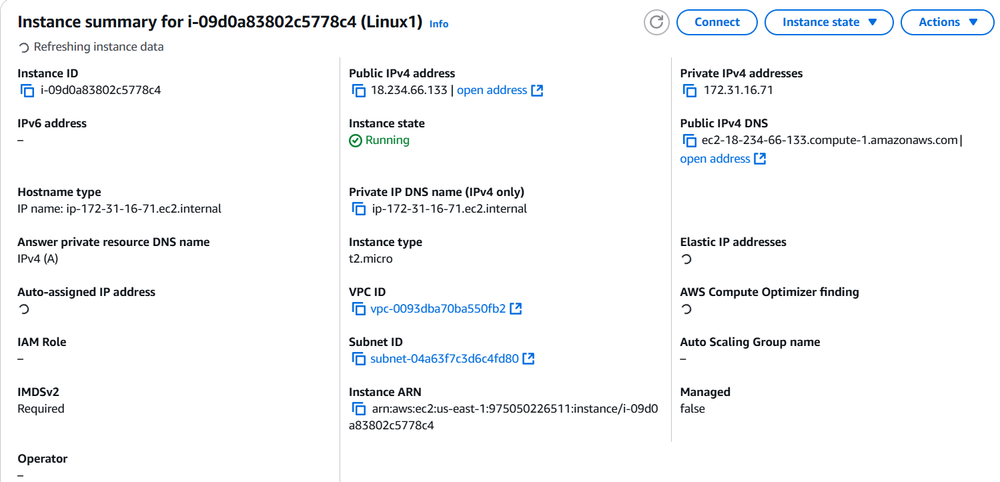 Instance summary for i-09d0a83802c5778c4 (Linux1) Info
Connect
Instance state
Actions
Refreshing instance data
Instance ID
i-09d0a83802c5778c4
Public IPv4 address
18.234.66.133 | open address
Private IPv4 addresses
172.31.16.71
IPv6 address
–
Instance state
Running
Public IPv4 DNS
ec2-18-234-66-133.compute-1.amazonaws.com |
open address
Hostname type
IP name: ip-172-31-16-71.ec2.internal
Private IP DNS name (IPv4 only)
ip-172-31-16-71.ec2.internal
Answer private resource DNS name
IPv4 (A)
Instance type
t2.micro
Elastic IP addresses
Auto-assigned IP address
VPC ID
vpc-0093dba70ba550fb2
AWS Compute Optimizer finding
IAM Role
–
Subnet ID
subnet-04a63f7c3d6c4fd80
Auto Scaling Group name
–
IMDSv2
Required
Instance ARN
arn:aws:ec2:us-east-1:975050226511:instance/i-09d0
a83802c5778c4
Managed
false
Operator
–